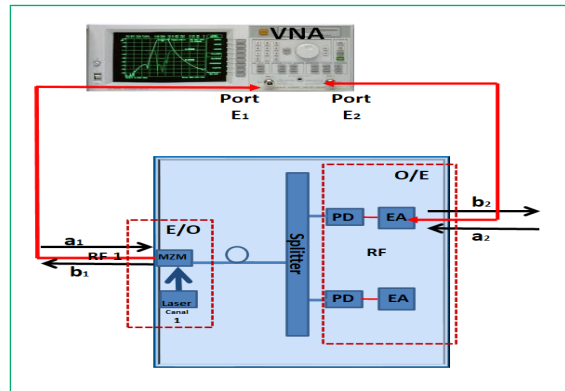 VNA
Port
E₁
Port
E₂
O/E
b₂
a₂
E/O
a₁
RF 1
b₁
MZM
Laser
Canal
1
Splitter
PD
EA
RF
PD
EA